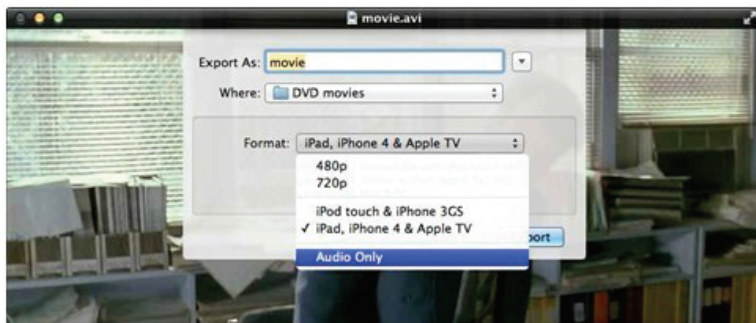 movie.avi
Export As: movie
Where: DVD movies
Format: iPad, iPhone 4 & Apple TV
480p
720p
iPod touch & iPhone 3GS
✓ iPad, iPhone 4 & Apple TV
port
Audio Only